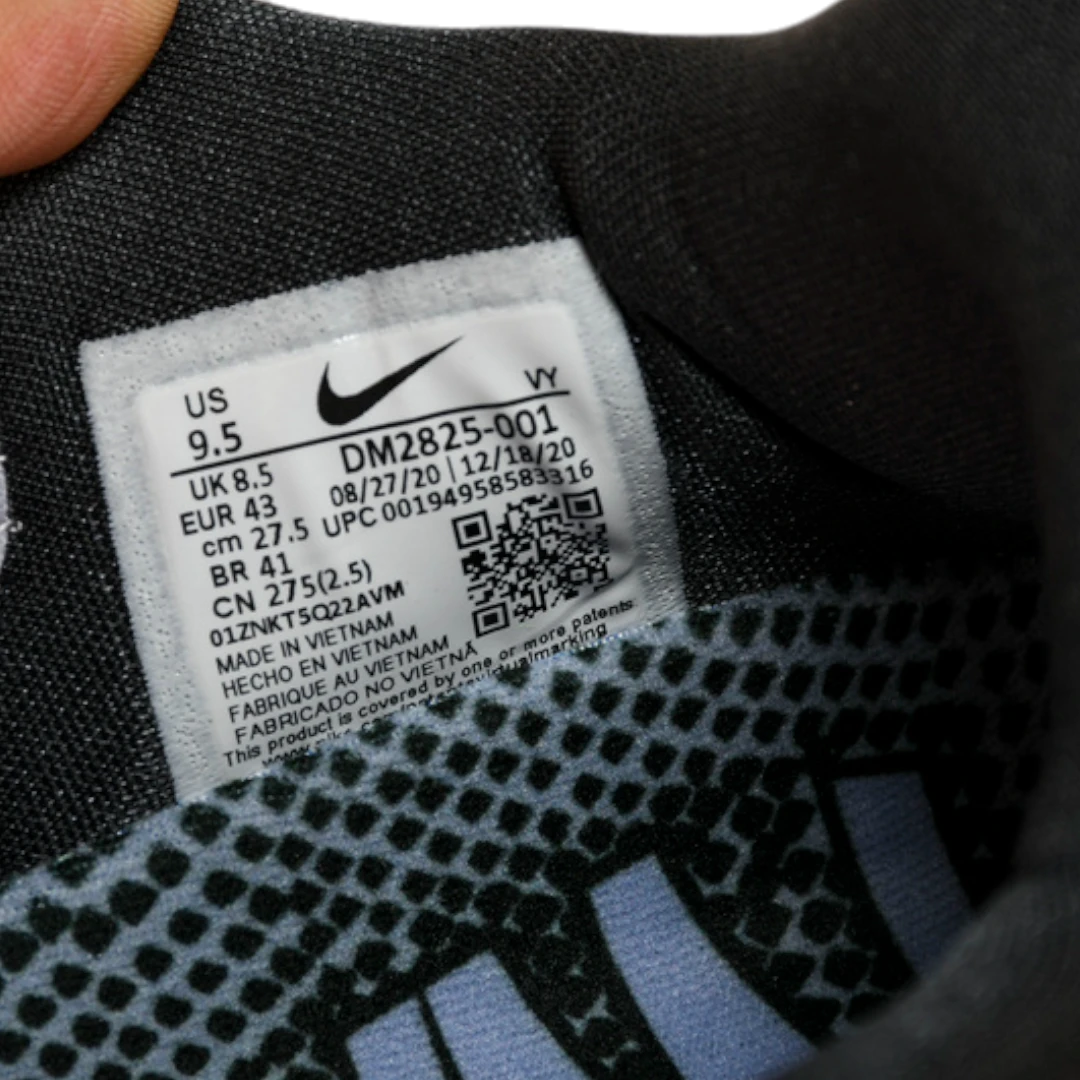 US
9.5
VY
UK 8.5
DM2825-001
EUR 43
08/27/20 | 12/18/20
cm 27.5
UPC 00194958583316
BR 41
CN 275(2.5)
01ZNKT5Q22AVM
MADE IN VIETNAM
HECHO EN VIETNAM
FABRIQUE AU VIETNAM
FABRICADO NO VIETNÃ
This product is covered by one or more patents